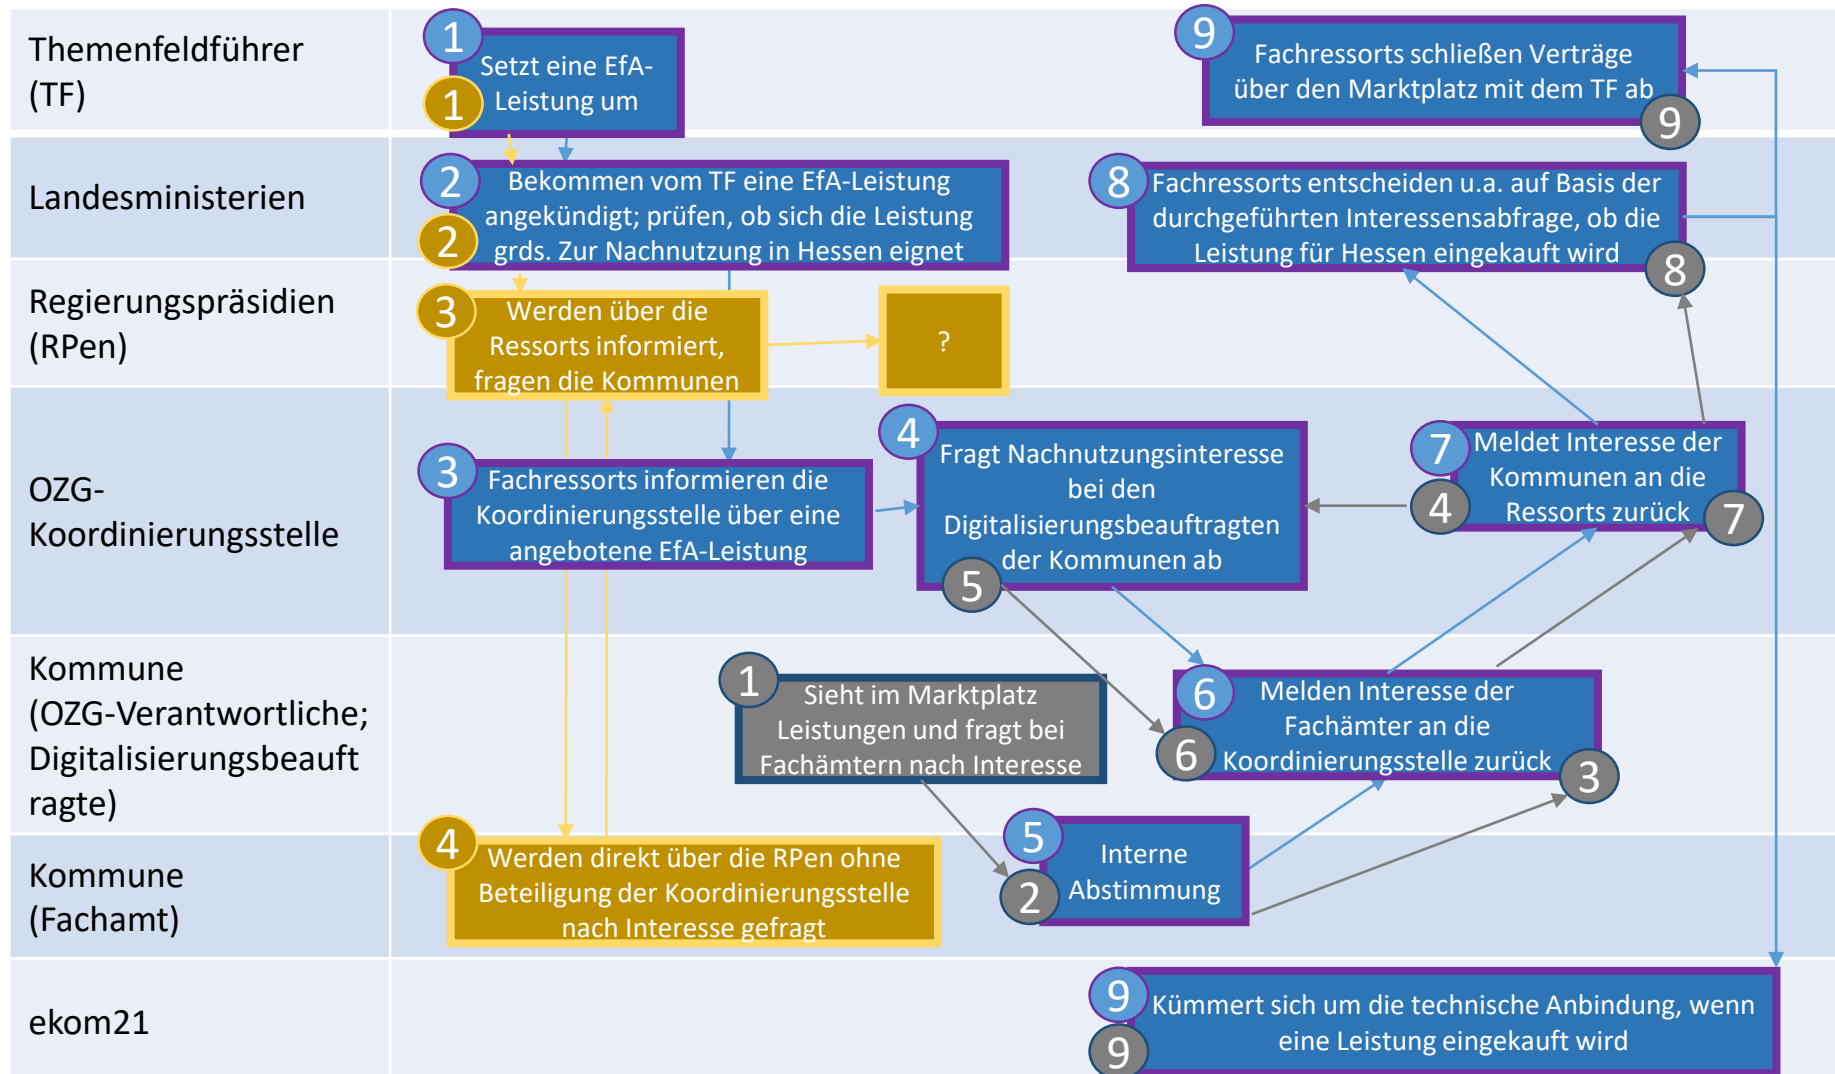 Themenfeldführer
(TF)
1
1
Setzt eine EfA-
Leistung um
9
Fachressorts schließen Verträge
über den Marktplatz mit dem TF ab
9
Landesministerien
2
2
Bekommen vom TF eine EfA-Leistung
angekündigt; prüfen, ob sich die Leistung
grds. Zur Nachnutzung in Hessen eignet
8
Fachressorts entscheiden u.a. auf Basis der
durchgeführten Interessensabfrage, ob die
Leistung für Hessen eingekauft wird
8
Regierungspräsidien
(RPen)
3
Werden über die
Ressorts informiert,
fragen die Kommunen
?
OZG-
Koordinierungsstelle
3
Fachressorts informieren die
Koordinierungsstelle über eine
angebotene EfA-Leistung
4
Fragt Nachnutzungsinteresse
bei den
Digitalisierungsbeauftragten
der Kommunen ab
5
7
4
Meldet Interesse der
Kommunen an die
Ressorts zurück
7
Kommune
(OZG-Verantwortliche;
Digitalisierungsbeauft
ragte)
1
Sieht im Marktplatz
Leistungen und fragt bei
Fachämtern nach Interesse
6
6
Melden Interesse der
Fachämter an die
Koordinierungsstelle zurück
3
Kommune
(Fachamt)
4
Werden direkt über die RPen ohne
Beteiligung der Koordinierungsstelle
nach Interesse gefragt
5
2
Interne
Abstimmung
ekom21
9
9
Kümmert sich um die technische Anbindung, wenn
eine Leistung eingekauft wird